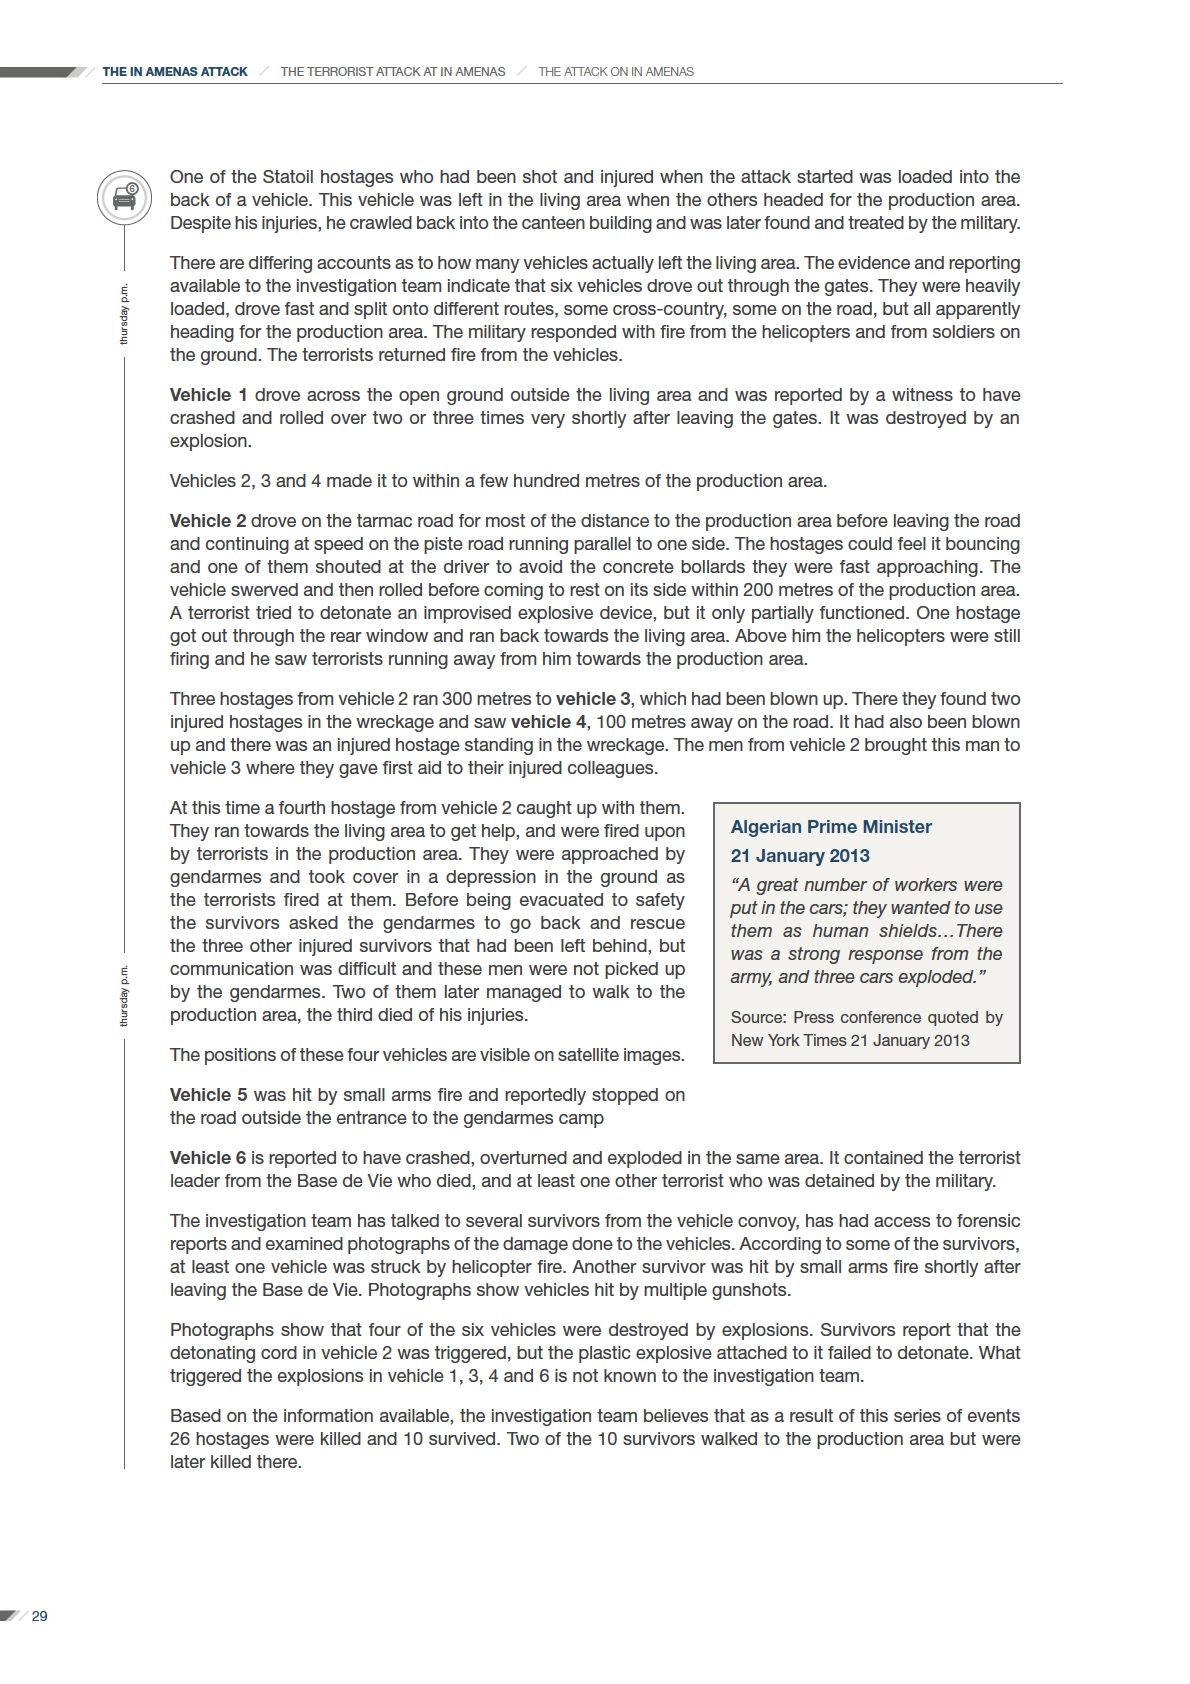 THE IN AMENAS ATTACK / THE TERRORIST ATTACK AT IN AMENAS / THE ATTACK ON IN AMENAS
6
One of the Statoil hostages who had been shot and injured when the attack started was loaded into the
back of a vehicle. This vehicle was left in the living area when the others headed for the production area.
Despite his injuries, he crawled back into the canteen building and was later found and treated by the military.
thursday p.m.
There are differing accounts as to how many vehicles actually left the living area. The evidence and reporting
available to the investigation team indicate that six vehicles drove out through the gates. They were heavily
loaded, drove fast and split onto different routes, some cross-country, some on the road, but all apparently
heading for the production area. The military responded with fire from the helicopters and from soldiers on
the ground. The terrorists returned fire from the vehicles.
Vehicle 1 drove across the open ground outside the living area and was reported by a witness to have
crashed and rolled over two or three times very shortly after leaving the gates. It was destroyed by an
explosion.
Vehicles 2, 3 and 4 made it to within a few hundred metres of the production area.
Vehicle 2 drove on the tarmac road for most of the distance to the production area before leaving the road
and continuing at speed on the piste road running parallel to one side. The hostages could feel it bouncing
and one of them shouted at the driver to avoid the concrete bollards they were fast approaching. The
vehicle swerved and then rolled before coming to rest on its side within 200 metres of the production area.
A terrorist tried to detonate an improvised explosive device, but it only partially functioned. One hostage
got out through the rear window and ran back towards the living area. Above him the helicopters were still
firing and he saw terrorists running away from him towards the production area.
Three hostages from vehicle 2 ran 300 metres to vehicle 3, which had been blown up. There they found two
injured hostages in the wreckage and saw vehicle 4, 100 metres away on the road. It had also been blown
up and there was an injured hostage standing in the wreckage. The men from vehicle 2 brought this man to
vehicle 3 where they gave first aid to their injured colleagues.
At this time a fourth hostage from vehicle 2 caught up with them.
They ran towards the living area to get help, and were fired upon
by terrorists in the production area. They were approached by
gendarmes and took cover in a depression in the ground as
the terrorists fired at them. Before being evacuated to safety
the survivors asked the gendarmes to go back and rescue
the three other injured survivors that had been left behind, but
communication was difficult and these men were not picked up
by the gendarmes. Two of them later managed to walk to the
production area, the third died of his injuries.
thursday p.m.
The positions of these four vehicles are visible on satellite images.
Algerian Prime Minister
21 January 2013
“A great number of workers were
put in the cars; they wanted to use
them as human shields…There
was a strong response from the
army, and three cars exploded.”
Source: Press conference quoted by
New York Times 21 January 2013
Vehicle 5 was hit by small arms fire and reportedly stopped on
the road outside the entrance to the gendarmes camp
Vehicle 6 is reported to have crashed, overturned and exploded in the same area. It contained the terrorist
leader from the Base de Vie who died, and at least one other terrorist who was detained by the military.
The investigation team has talked to several survivors from the vehicle convoy, has had access to forensic
reports and examined photographs of the damage done to the vehicles. According to some of the survivors,
at least one vehicle was struck by helicopter fire. Another survivor was hit by small arms fire shortly after
leaving the Base de Vie. Photographs show vehicles hit by multiple gunshots.
Photographs show that four of the six vehicles were destroyed by explosions. Survivors report that the
detonating cord in vehicle 2 was triggered, but the plastic explosive attached to it failed to detonate. What
triggered the explosions in vehicle 1, 3, 4 and 6 is not known to the investigation team.
Based on the information available, the investigation team believes that as a result of this series of events
26 hostages were killed and 10 survived. Two of the 10 survivors walked to the production area but were
later killed there.
29